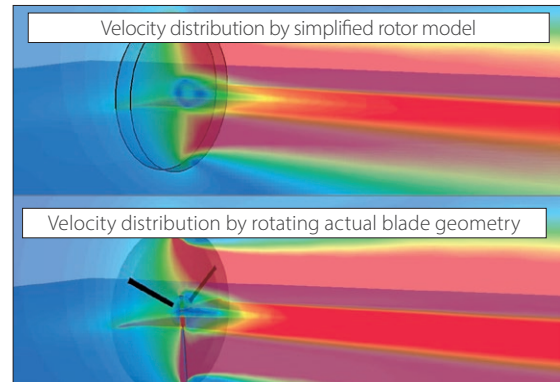 Velocity distribution by simplified rotor model
Velocity distribution by rotating actual blade geometry